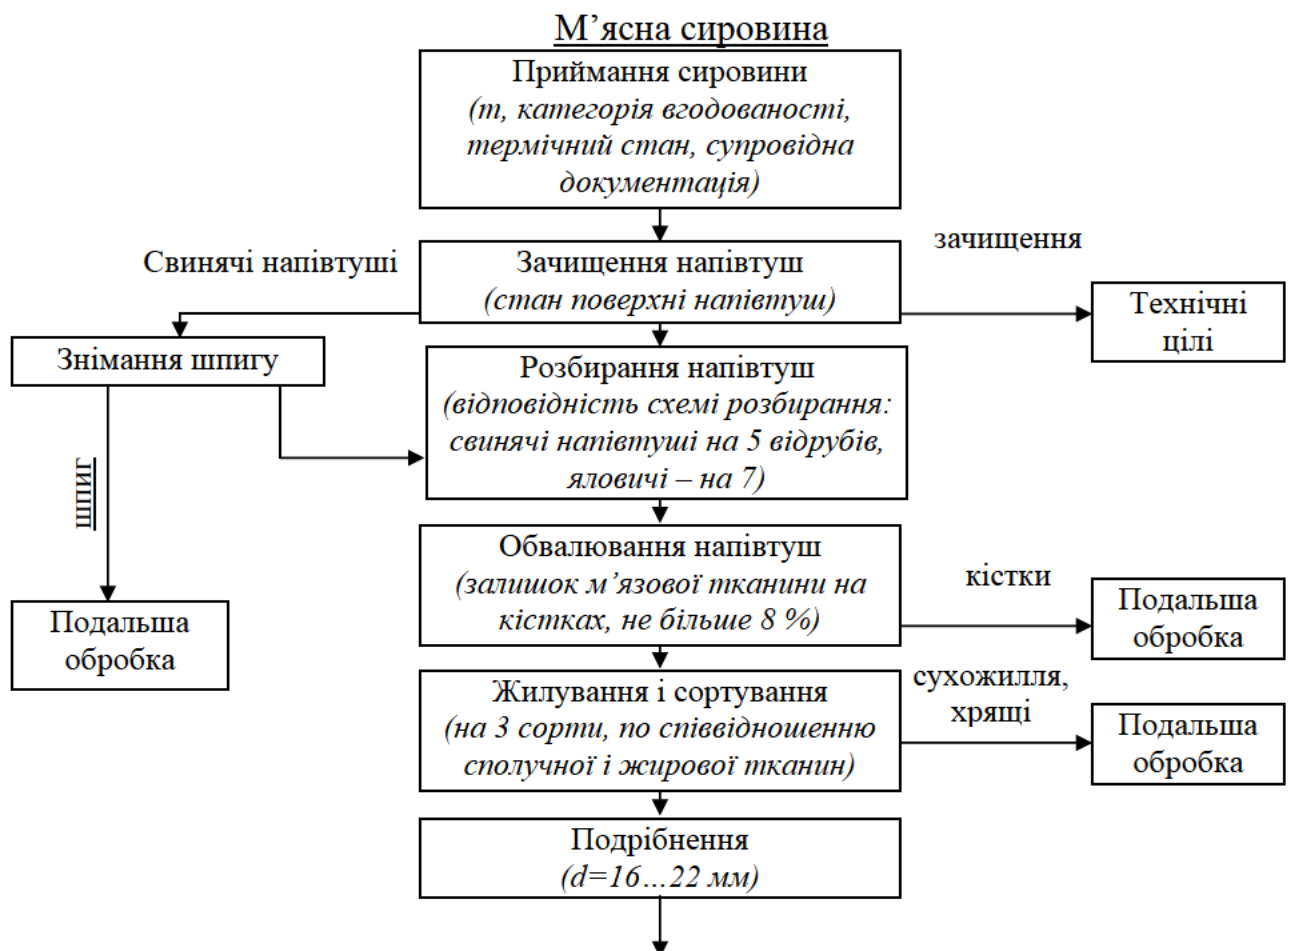 М’ясна сировина
Приймання сировини
(m, категорія вгодованості,
термічний стан, супровідна
документація)
Свинячі напівтуші
Зачищення напівтуш
(стан поверхні напівтуш)
зачищення
Технічні
цілі
Знімання шпигу
Розбирання напівтуш
(відповідність схемі розбирання:
свинячі напівтуші на 5 відрубів,
яловичі – на 7)
шпиг
Обвалювання напівтуш
(залишок м’язової тканини на
кістках, не більше 8 %)
кістки
Подальша
обробка
Подальша
обробка
Жилування і сортування
(на 3 сорти, по співвідношенню
сполучної і жирової тканин)
сухожилля,
хрящі
Подальша
обробка
Подрібнення
(d=16…22 мм)